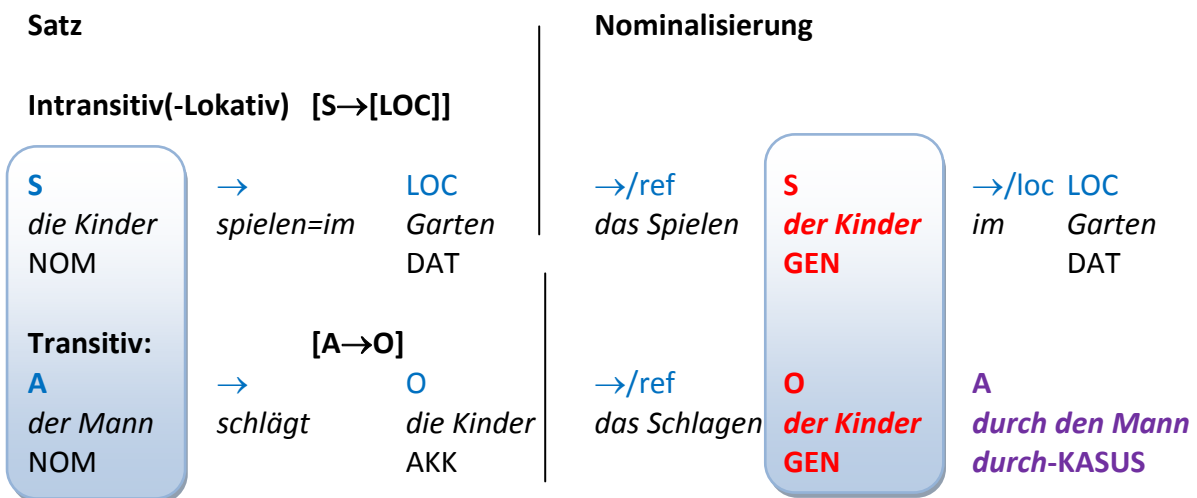 Satz Nominalisierung
Intransitiv(-Lokativ) [S→[LOC]]
S → LOC →/ref S →/loc LOC
die Kinder spielen=im Garten das Spielen der Kinder im Garten
NOM DAT GEN DAT
Transitiv: [A→O]
A → O →/ref O A
der Mann schlägt die Kinder das Schlagen der Kinder durch den Mann
NOM AKK GEN durch-KASUS